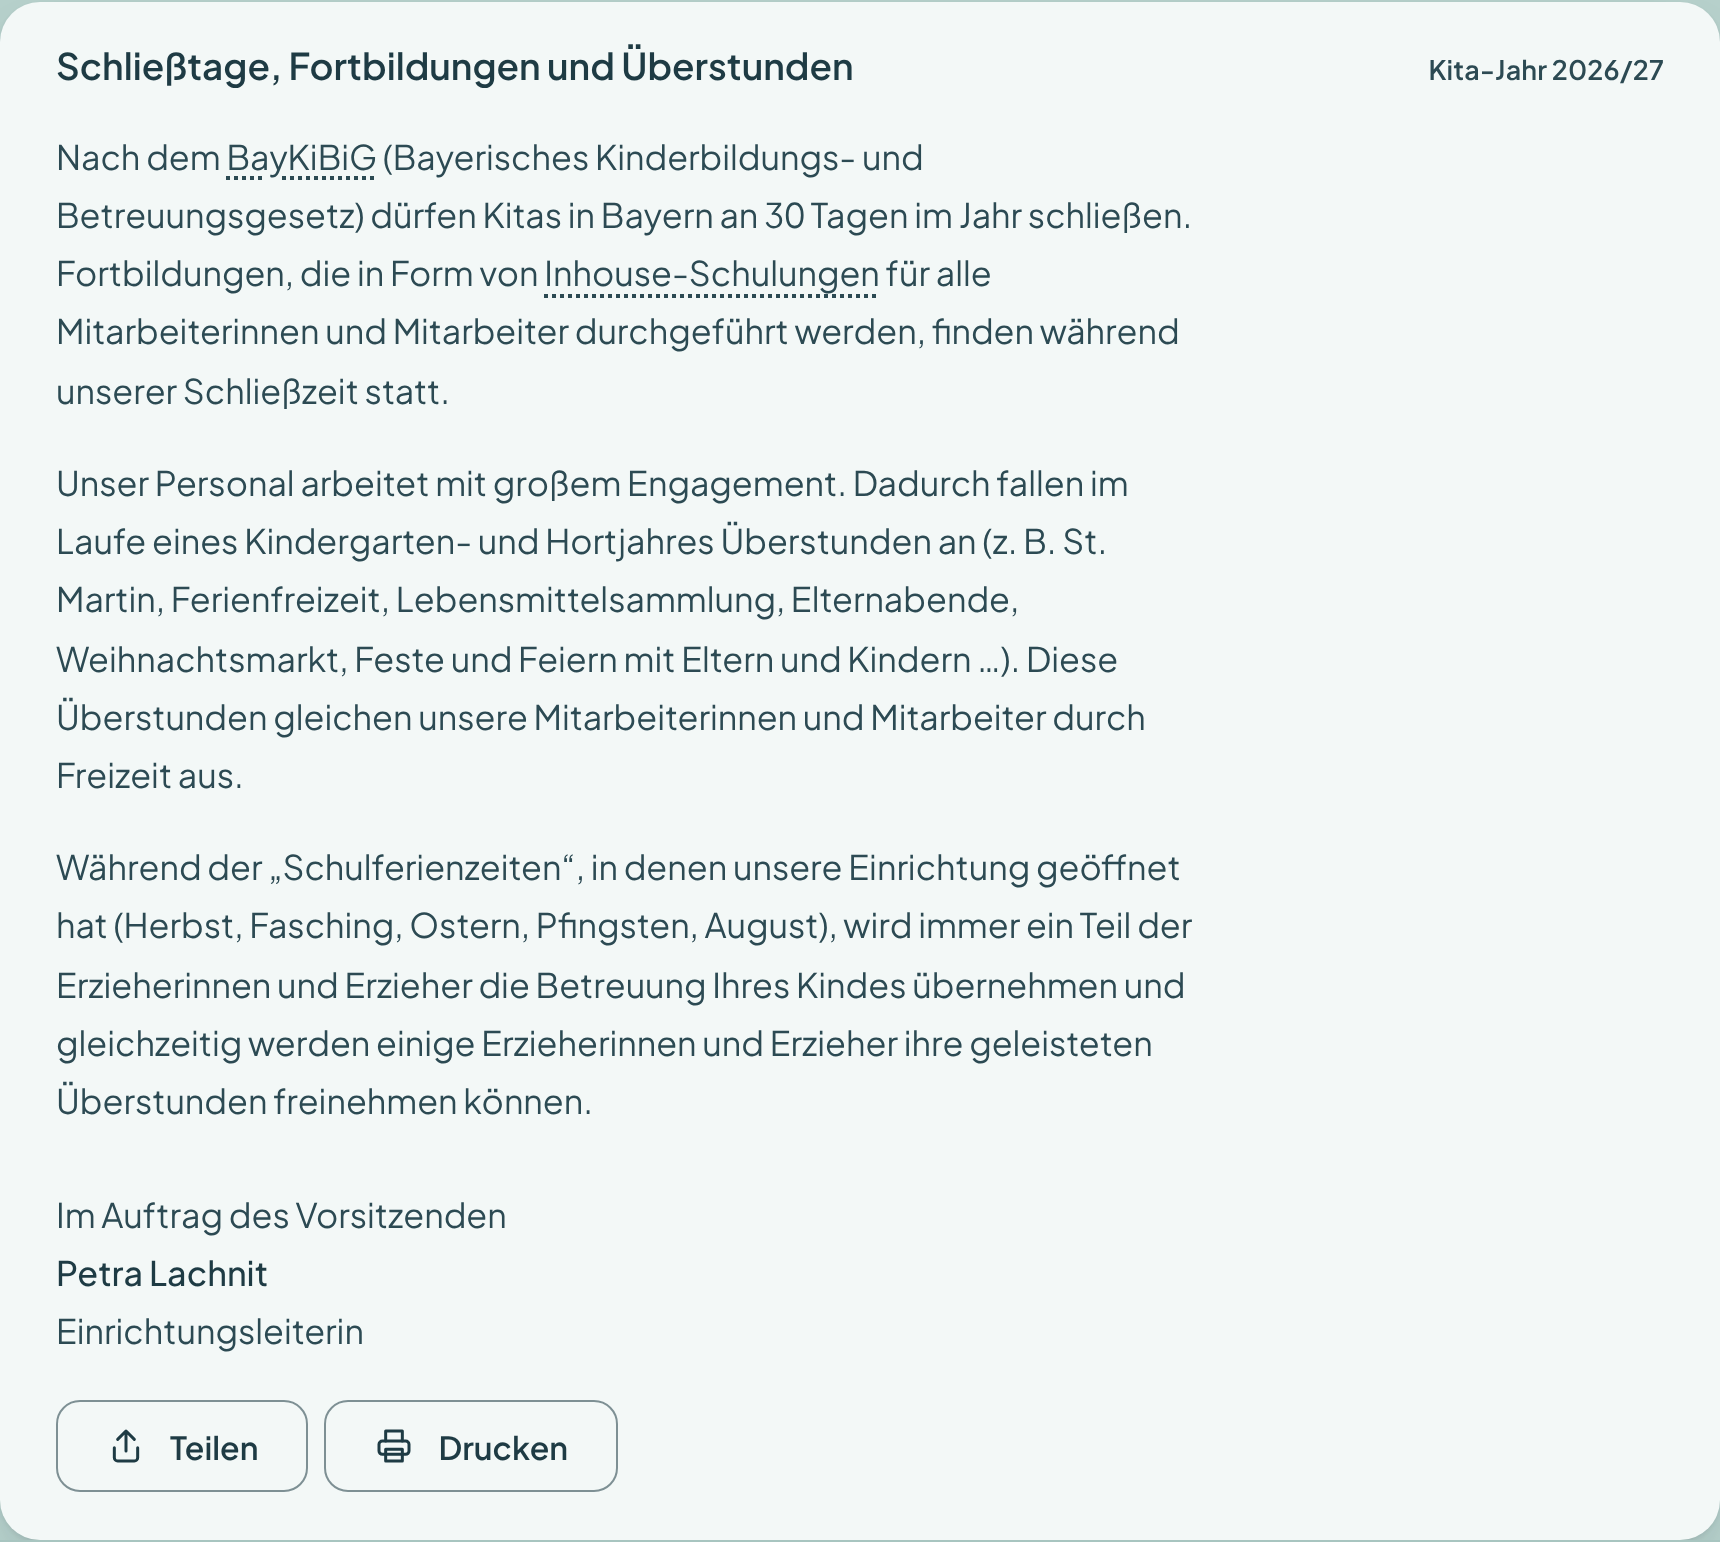 Schließtage, Fortbildungen und Überstunden
Kita-Jahr 2026/27
Nach dem BayKiBiG (Bayerisches Kinderbildungs- und
Betreuungsgesetz) dürfen Kitas in Bayern an 30 Tagen im Jahr schließen.
Fortbildungen, die in Form von Inhouse-Schulungen für alle
Mitarbeiterinnen und Mitarbeiter durchgeführt werden, finden während
unserer Schließzeit statt.
Unser Personal arbeitet mit großem Engagement. Dadurch fallen im
Laufe eines Kindergarten- und Hortjahres Überstunden an (z. B. St.
Martin, Ferienfreizeit, Lebensmittelsammlung, Elternabende,
Weihnachtsmarkt, Feste und Feiern mit Eltern und Kindern …). Diese
Überstunden gleichen unsere Mitarbeiterinnen und Mitarbeiter durch
Freizeit aus.
Während der „Schulferienzeiten“, in denen unsere Einrichtung geöffnet
hat (Herbst, Fasching, Ostern, Pfingsten, August), wird immer ein Teil der
Erzieherinnen und Erzieher die Betreuung Ihres Kindes übernehmen und
gleichzeitig werden einige Erzieherinnen und Erzieher ihre geleisteten
Überstunden freinehmen können.
Im Auftrag des Vorsitzenden
Petra Lachnit
Einrichtungsleiterin
Teilen
Drucken